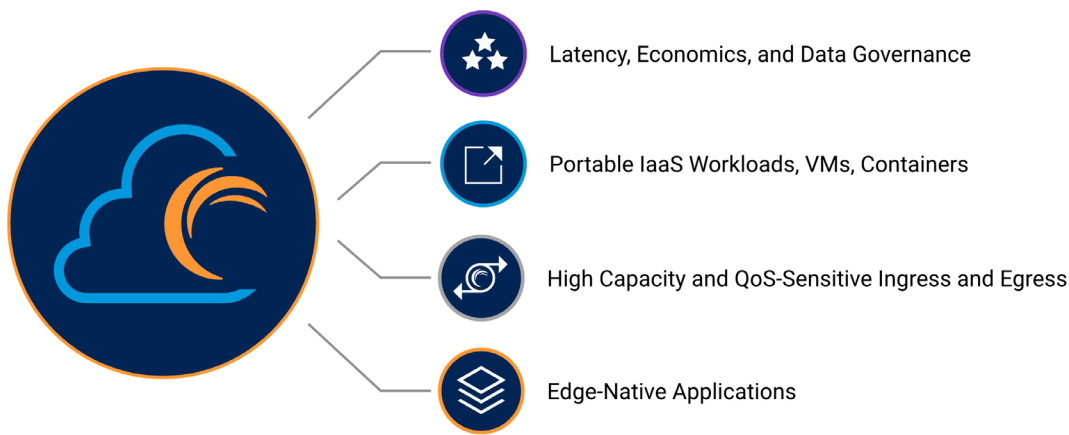 Latency, Economics, and Data Governance
Portable IaaS Workloads, VMs, Containers
High Capacity and QoS-Sensitive Ingress and Egress
Edge-Native Applications